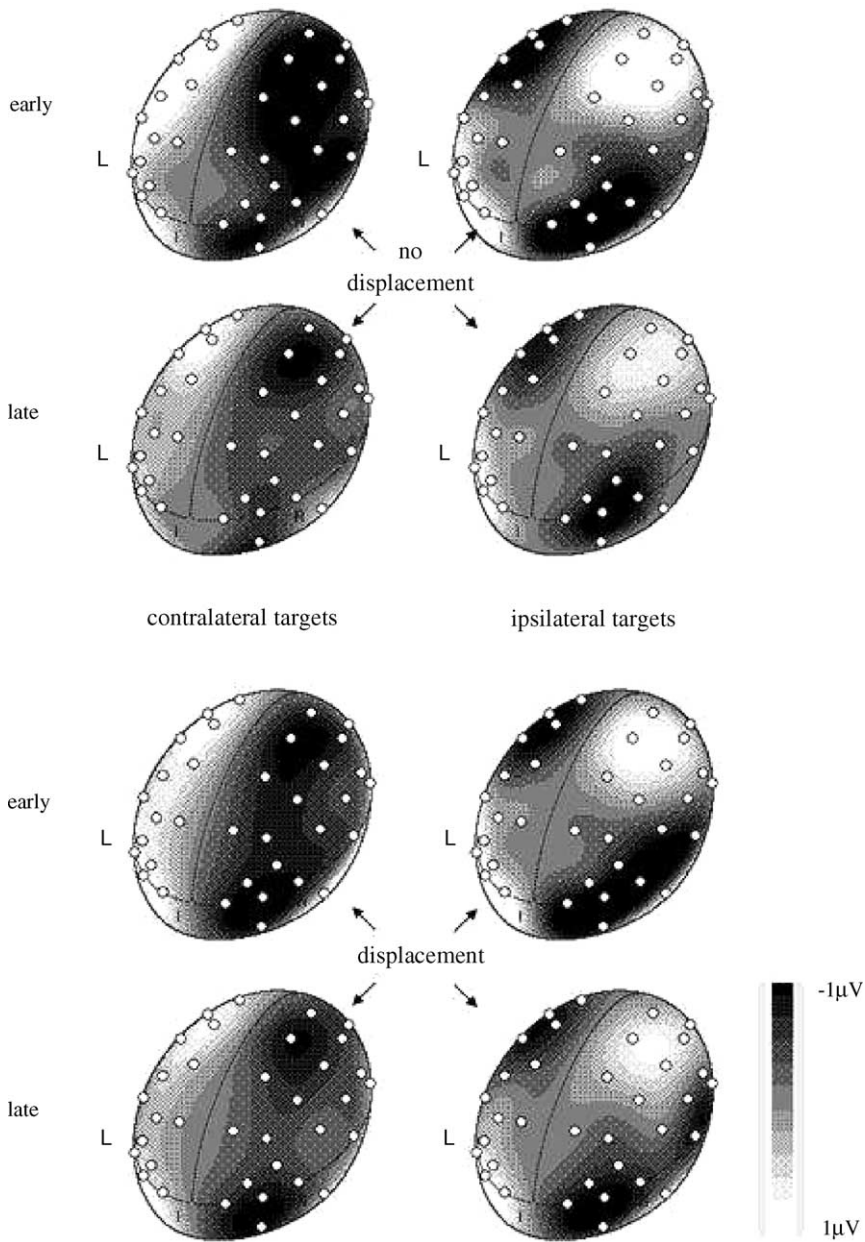 early
L
L
no
displacement
late
L
L
contralateral targets
ipsilateral targets
early
L
L
displacement
-1µV
late
L
L
1µV